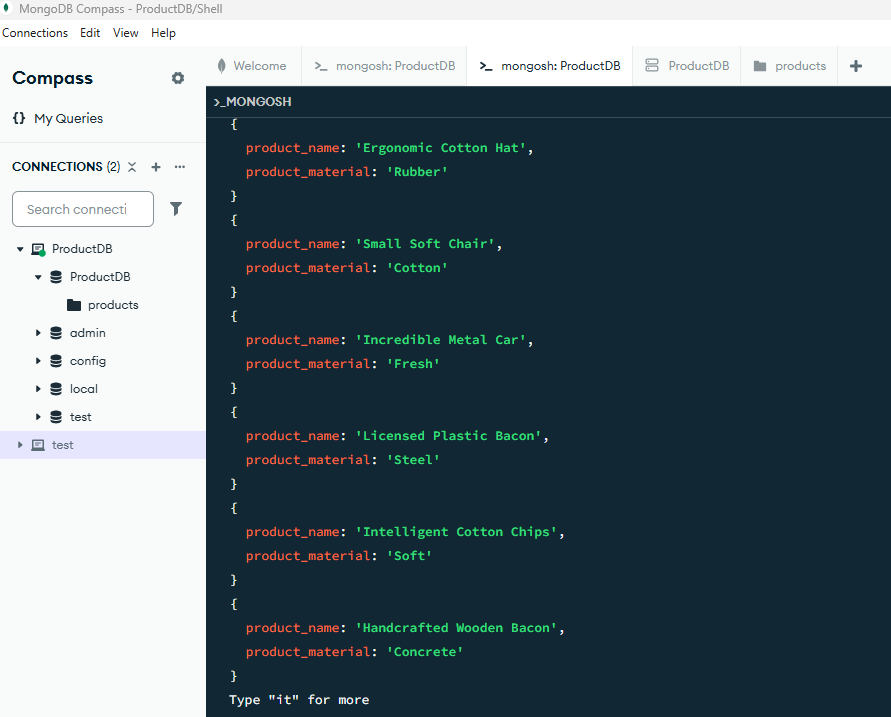 MongoDB Compass - ProductDB/Shell
Connections Edit View Help
Compass
{} My Queries
CONNECTIONS (2)
Search connecti
ProductDB
ProductDB
products
admin
config
local
test
test
Welcome
>_ mongosh: ProductDB
>_ mongosh: ProductDB
ProductDB
products
>_MONGOSH
{
product_name: 'Ergonomic Cotton Hat',
product_material: 'Rubber'
}
{
product_name: 'Small Soft Chair',
product_material: 'Cotton'
}
{
product_name: 'Incredible Metal Car',
product_material: 'Fresh'
}
{
product_name: 'Licensed Plastic Bacon',
product_material: 'Steel'
}
{
product_name: 'Intelligent Cotton Chips',
product_material: 'Soft'
}
{
product_name: 'Handcrafted Wooden Bacon',
product_material: 'Concrete'
}
Type "it" for more